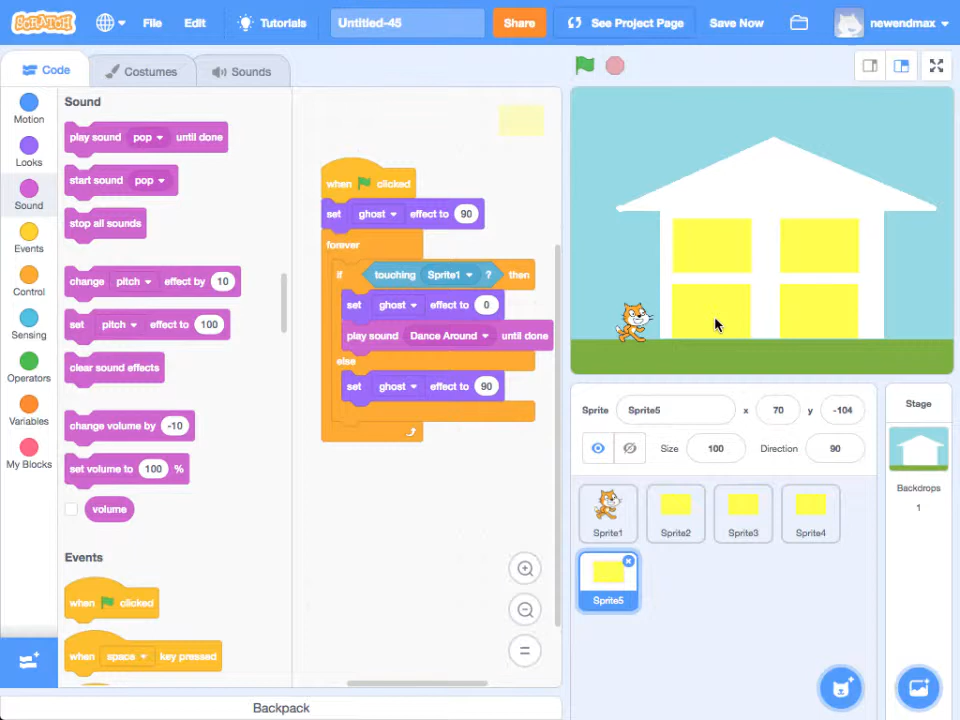 SCRATCH
File
Edit
Tutorials
Untitled-45
Share
See Project Page
Save Now
newendmax
Code
Costumes
Sounds
Motion
Looks
Sound
Events
Control
Sensing
Operators
Variables
My Blocks
Sound
play sound pop until done
start sound pop
stop all sounds
change pitch effect by 10
set pitch effect to 100
clear sound effects
change volume by -10
set volume to 100 %
volume
Events
when clicked
when space key pressed
when clicked
set ghost effect to 90
forever
if touching Sprite1 ? then
set ghost effect to 0
play sound Dance Around until done
else
set ghost effect to 90
Backpack
Sprite Sprite5 x 70 y -104
Size 100 Direction 90
Sprite1
Sprite2
Sprite3
Sprite4
Sprite5
Stage
Backdrops
1